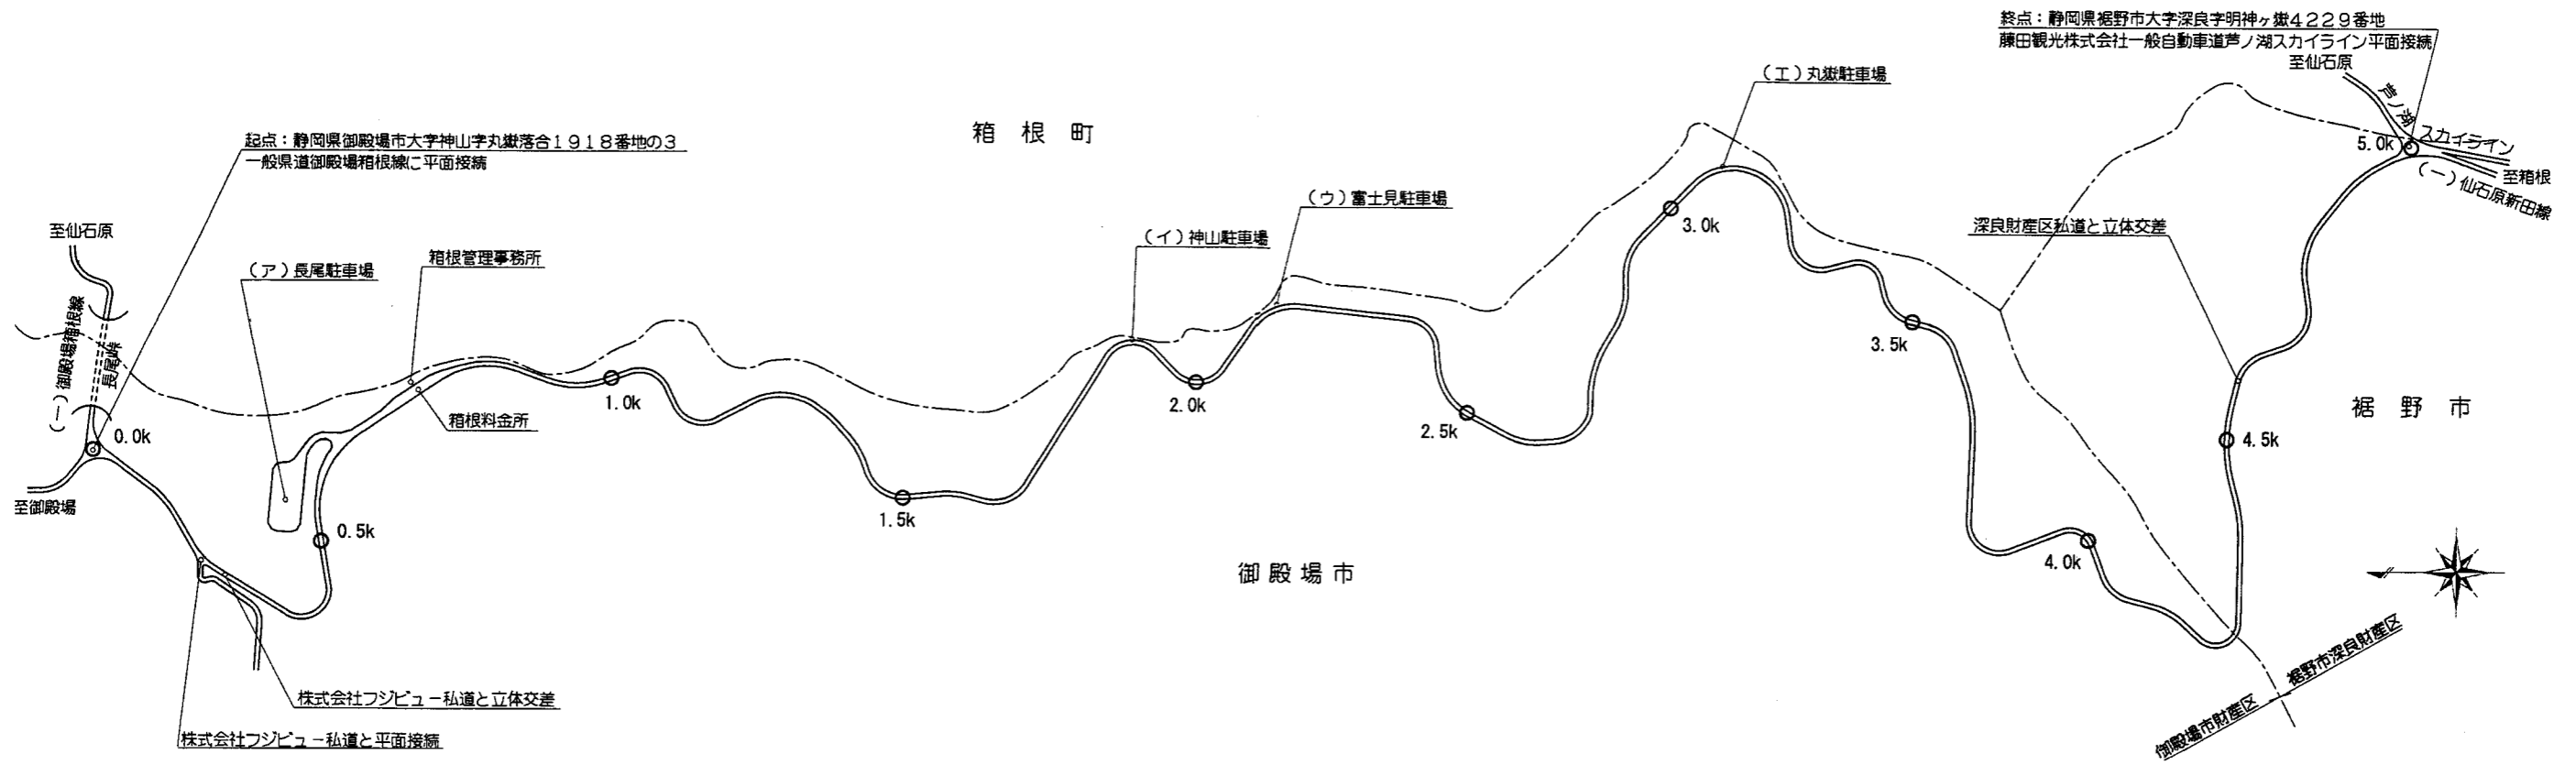 終点：静岡県裾野市大字深良字明神ヶ嶽４２２９番地
藤田観光株式会社一般自動車道芦ノ湖スカイライン平面接続
至仙石原
芦ノ湖 スカイライン
5.0k
至箱根
(一)仙石原新田線
(エ)丸嶽駐車場
箱根町
起点：静岡県御殿場市大字神山字丸嶽落合１９１８番地の３
一般県道御殿場箱根線に平面接続
(ウ)富士見駐車場
3.0k
深良財産区私道と立体交差
至仙石原
(イ)神山駐車場
箱根管理事務所
(ア)長尾駐車場
(一)御殿場箱根線
長尾峠
3.5k
1.0k
2.0k
裾野市
箱根料金所
2.5k
0.0k
4.5k
至御殿場
1.5k
0.5k
4.0k
御殿場市
裾野市深良財産区
御殿場市財産区
株式会社フジビュー私道と立体交差
株式会社フジビュー私道と平面接続